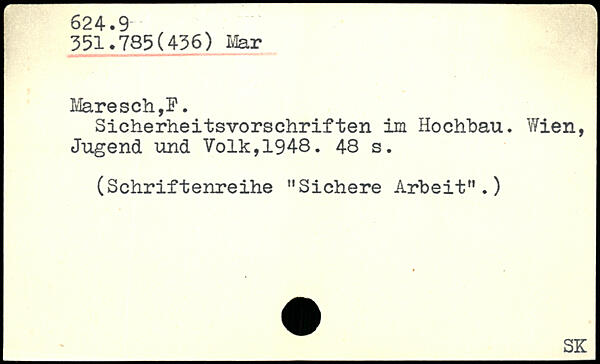 624.9
351.785(436) Mar
Maresch,F.
Sicherheitsvorschriften im Hochbau. Wien,
Jugend und Volk,1948. 48 s.
(Schriftenreihe "Sichere Arbeit".)
SK